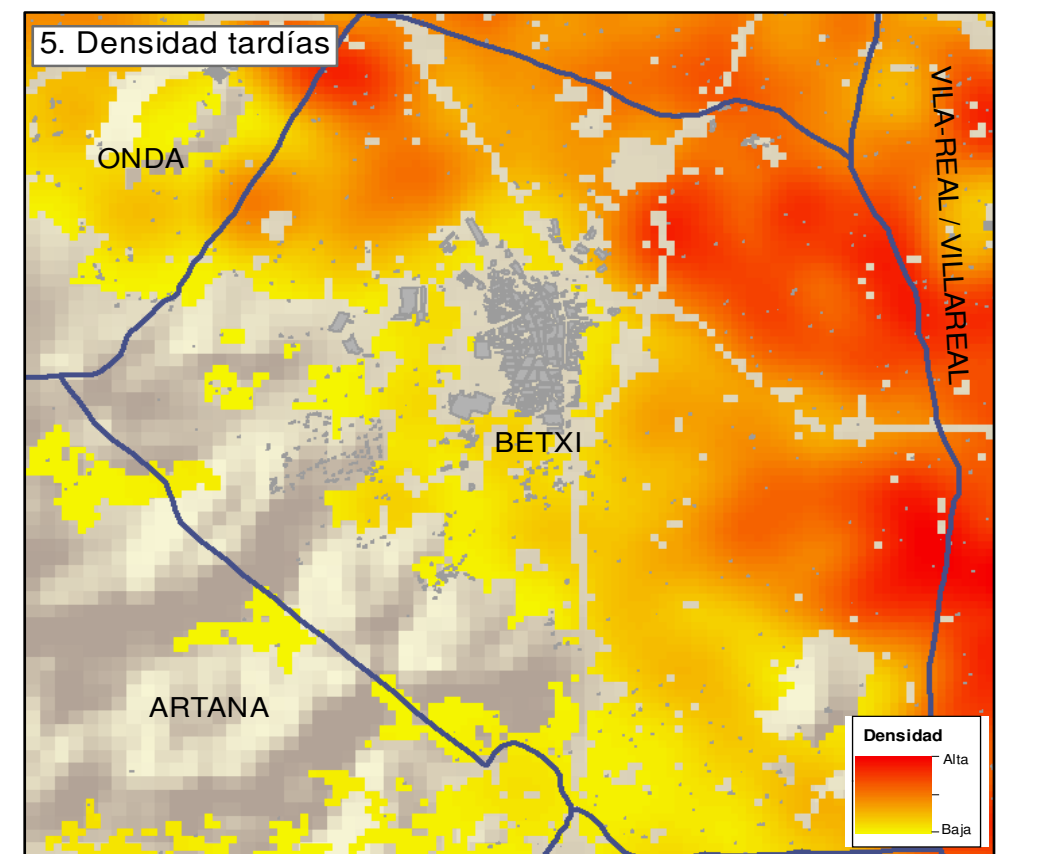 5. Densidad tardías
ONDA
VILA-REAL / VILLAREAL
BETXI
ARTANA
Densidad
Alta
Baja